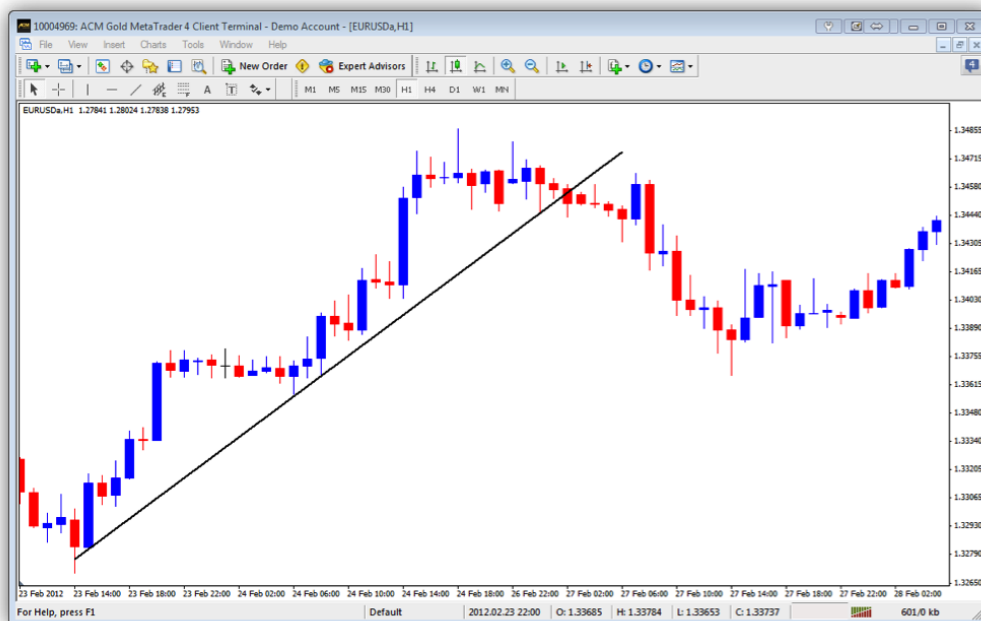 10004969: ACM Gold MetaTrader 4 Client Terminal - Demo Account - [EURUSDa,H1]
File View Insert Charts Tools Window Help
New Order Expert Advisors 4
A T M1 M5 M15 M30 H1 H4 D1 W1 MN
EURUSDa,H1 1.27841 1.28024 1.27838 1.27953
1.34855
1.34715
1.34580
1.34440
1.34305
1.34165
1.34030
1.33890
1.33755
1.33615
1.33480
1.33340
1.33205
1.33065
1.32930
1.32790
1.32650
23 Feb 2012 23 Feb 14:00 23 Feb 18:00 23 Feb 22:00 24 Feb 02:00 24 Feb 06:00 24 Feb 10:00 24 Feb 14:00 24 Feb 18:00 24 Feb 22:00 27 Feb 02:00 27 Feb 06:00 27 Feb 10:00 27 Feb 14:00 27 Feb 18:00 27 Feb 22:00 28 Feb 02:00
For Help, press F1 Default 2012.02.23 22:00 O: 1.33685 H: 1.33784 L: 1.33653 C: 1.33737 601/0 kb